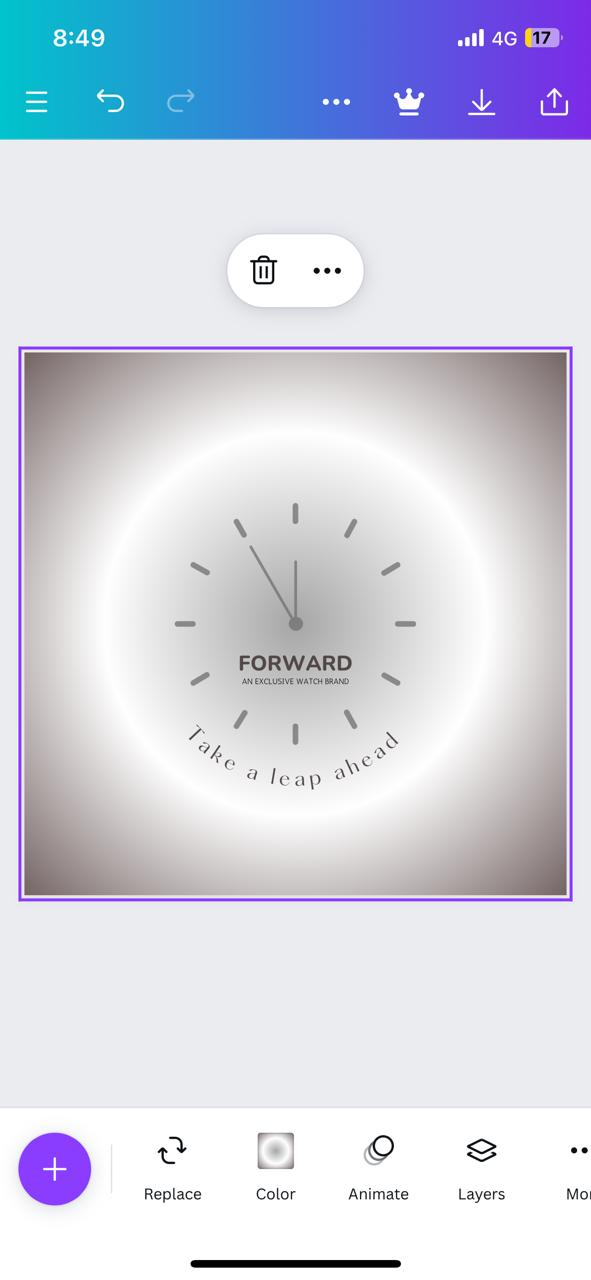 8:49
4G
17
FORWARD
AN EXCLUSIVE WATCH BRAND
Take a leap ahead
Replace
Color
Animate
Layers
Mor